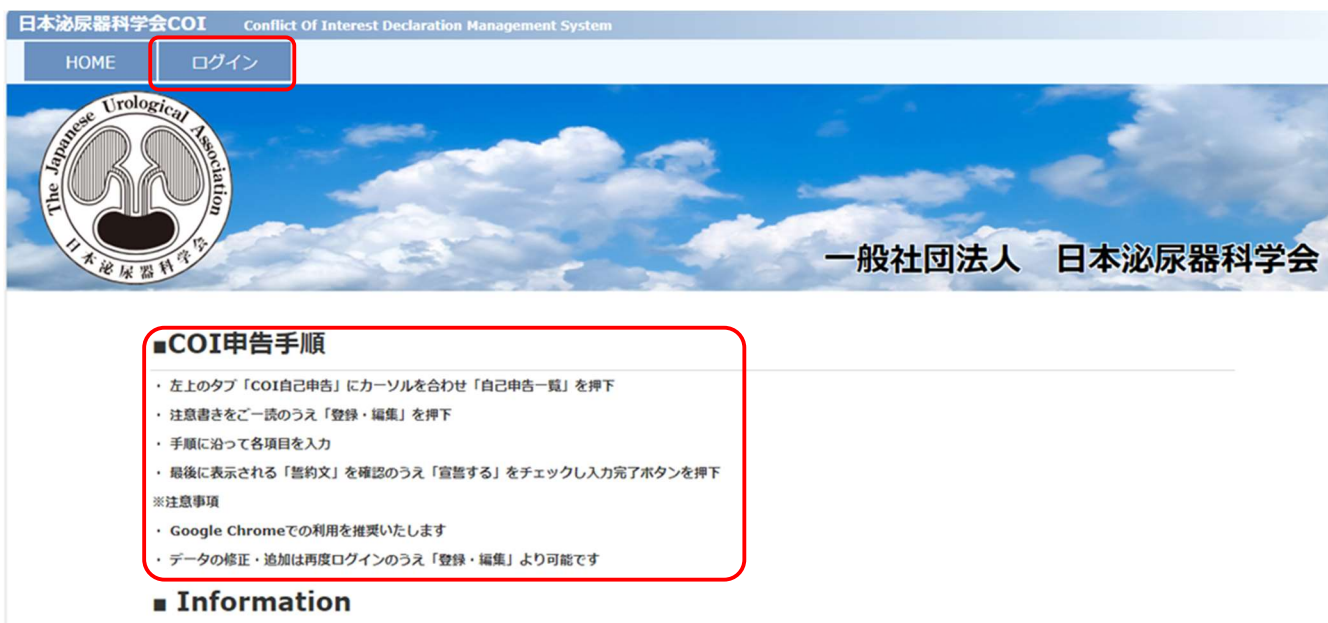 日本泌尿器科学会COI Conflict Of Interest Declaration Management System
HOME ログイン
The Japanese Urological Association
日本泌尿器科学会
一般社団法人 日本泌尿器科学会
■COI申告手順
・ 左上のタブ「COI自己申告」にカーソルを合わせ「自己申告一覧」を押下
・ 注意書きをご一読のうえ「登録・編集」を押下
・ 手順に沿って各項目を入力
・ 最後に表示される「誓約文」を確認のうえ「宣誓する」をチェックし入力完了ボタンを押下
※注意事項
・ Google Chromeでの利用を推奨いたします
・ データの修正・追加は再度ログインのうえ「登録・編集」より可能です
■ Information